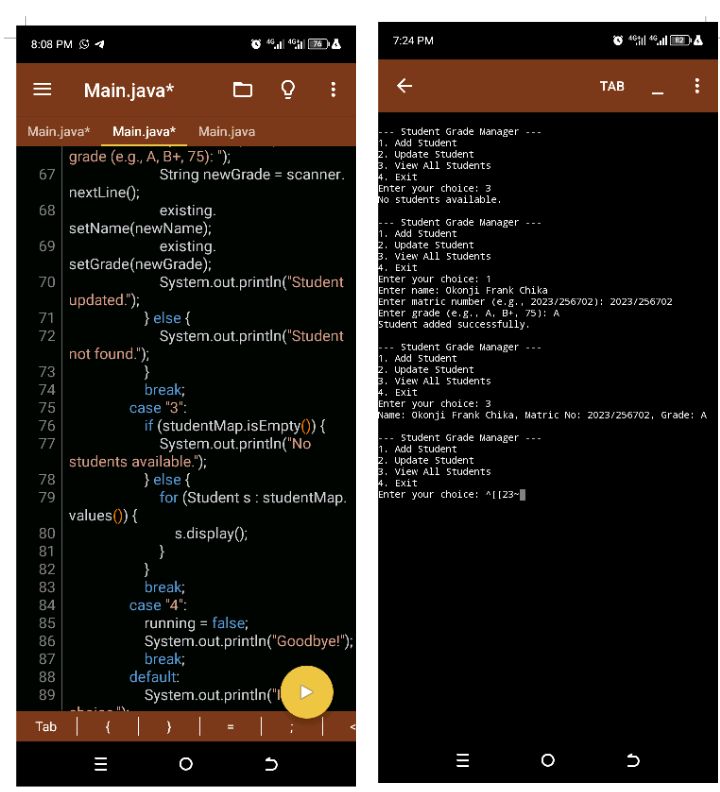 8:08 PM
4G 4G 76
Main.java*
Main.java* Main.java* Main.java
grade (e.g., A, B+, 75): ");
67 String newGrade = scanner.
nextLine();
68 existing.
setName(newName);
69 existing.
setGrade(newGrade);
70 System.out.println("Student
updated.");
71 } else {
72 System.out.println("Student
not found.");
73 }
74 break;
75 case "3":
76 if (studentMap.isEmpty()) {
77 System.out.println("No
students available.");
78 } else {
79 for (Student s : studentMap.
values()) {
80 s.display();
81 }
82 }
83 break;
84 case "4":
85 running = false;
86 System.out.println("Goodbye!");
87 break;
88 default:
89 System.out.println("I
Tab { } = ; <
7:24 PM
4G 4G 82
TAB _
--- Student Grade Manager ---
1. Add Student
2. Update Student
3. View All Students
4. Exit
Enter your choice: 3
No students available.
--- Student Grade Manager ---
1. Add Student
2. Update Student
3. View All Students
4. Exit
Enter your choice: 1
Enter name: Okonji Frank Chika
Enter matric number (e.g., 2023/256702): 2023/256702
Enter grade (e.g., A, B+, 75): A
Student added successfully.
--- Student Grade Manager ---
1. Add Student
2. Update Student
3. View All Students
4. Exit
Enter your choice: 3
Name: Okonji Frank Chika, Matric No: 2023/256702, Grade: A
--- Student Grade Manager ---
1. Add Student
2. Update Student
3. View All Students
4. Exit
Enter your choice: ^[[23~